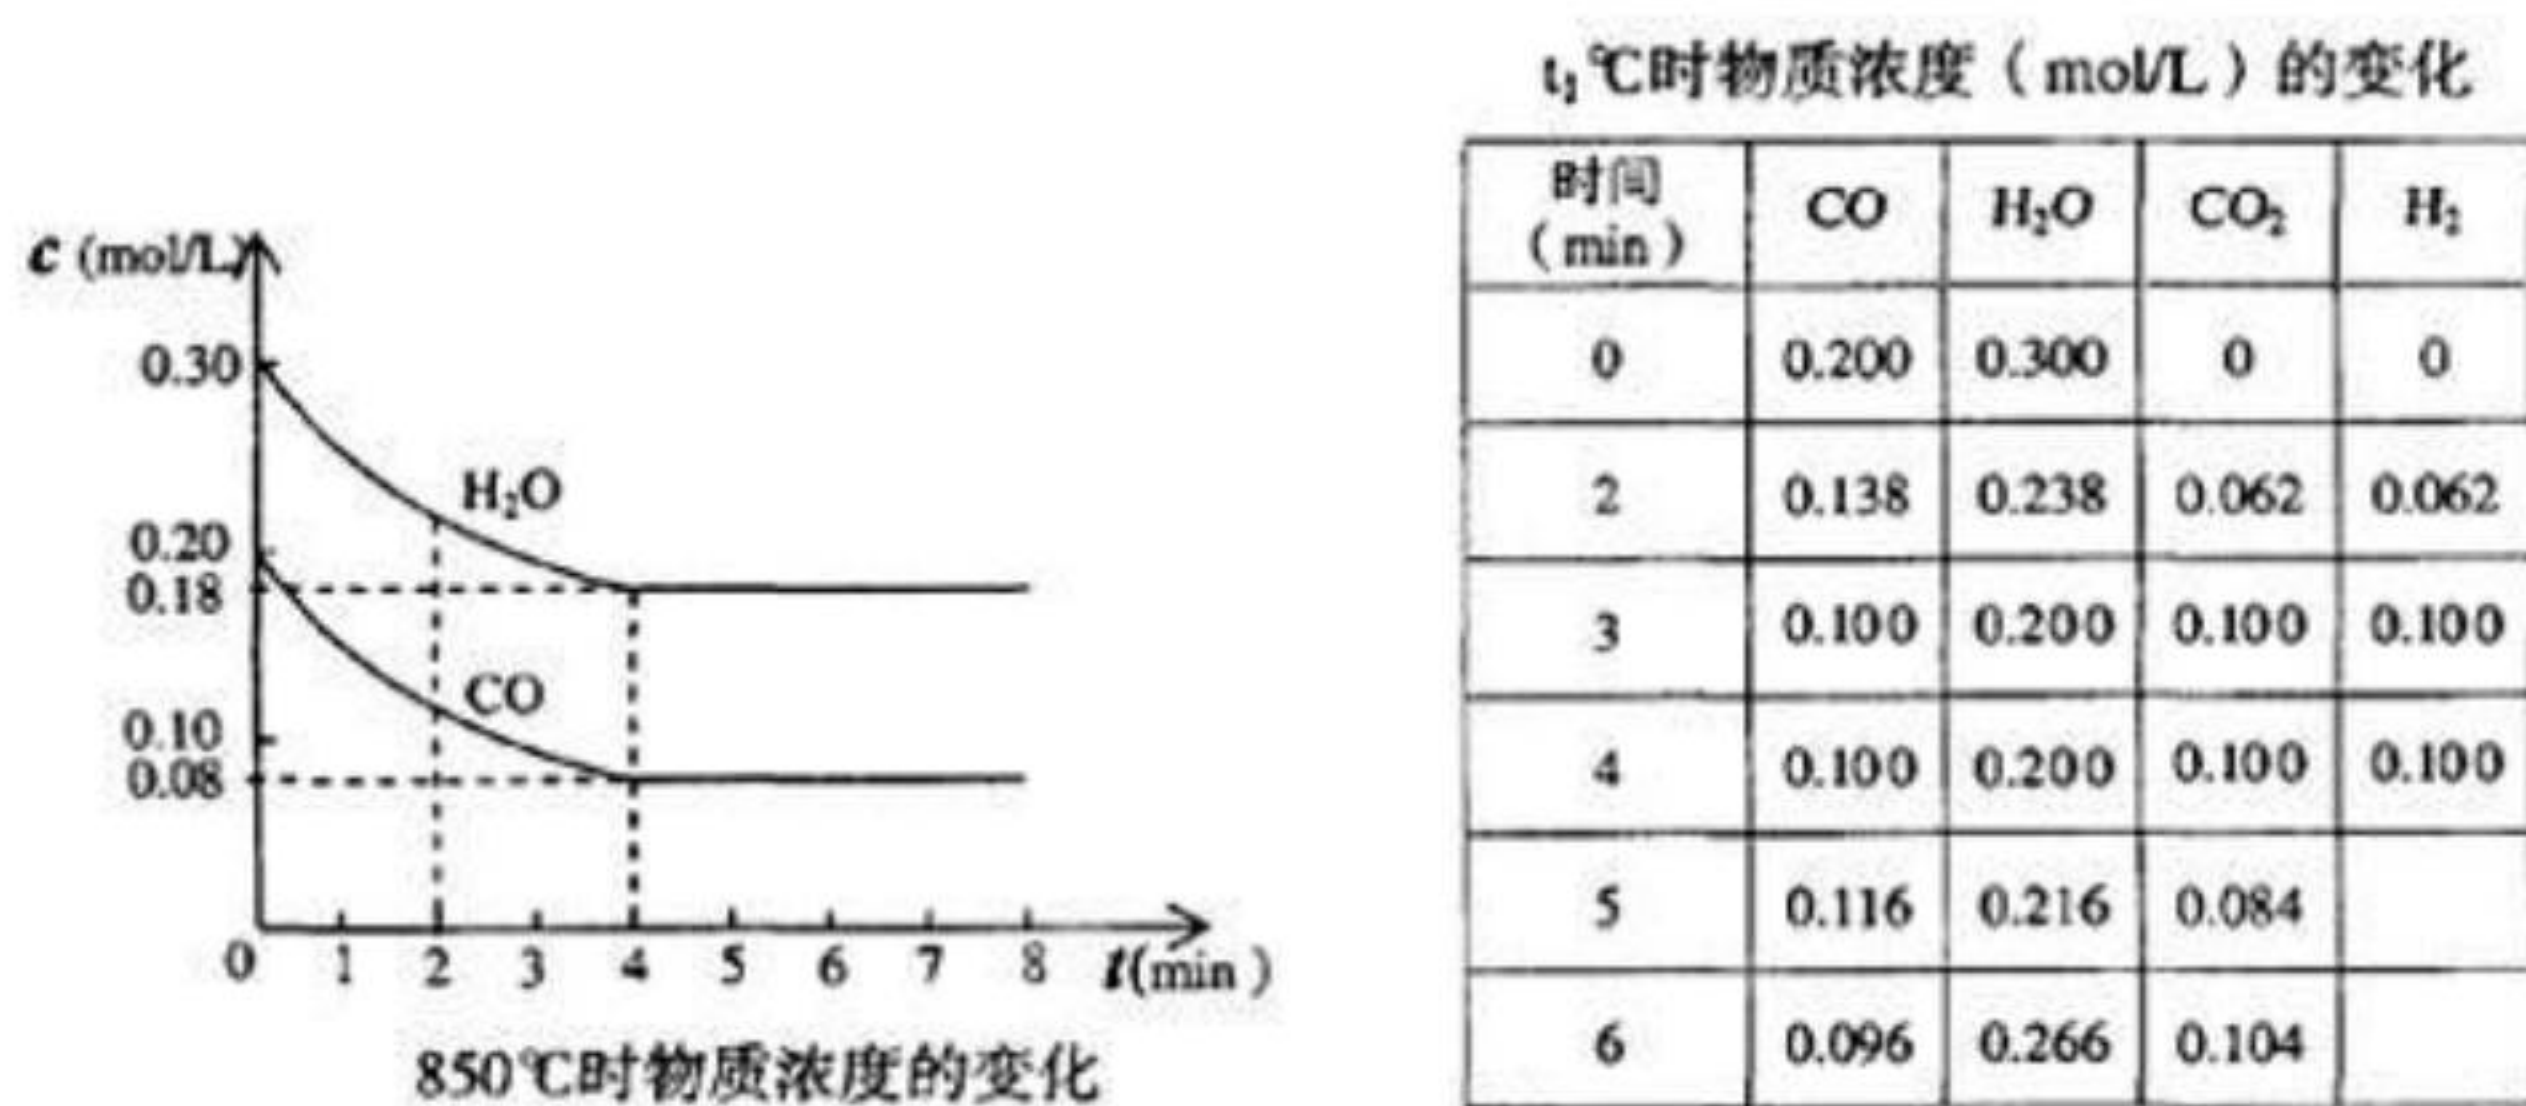 c (mol/L)
0.30
0.20
0.18
0.10
0.08
H₂O
CO
0 1 2 3 4 5 6 7 8 t(min)
850℃时物质浓度的变化
t₁℃时物质浓度(mol/L)的变化
时间(min) CO H₂O CO₂ H₂
0 0.200 0.300 0 0
2 0.138 0.238 0.062 0.062
3 0.100 0.200 0.100 0.100
4 0.100 0.200 0.100 0.100
5 0.116 0.216 0.084
6 0.096 0.266 0.104